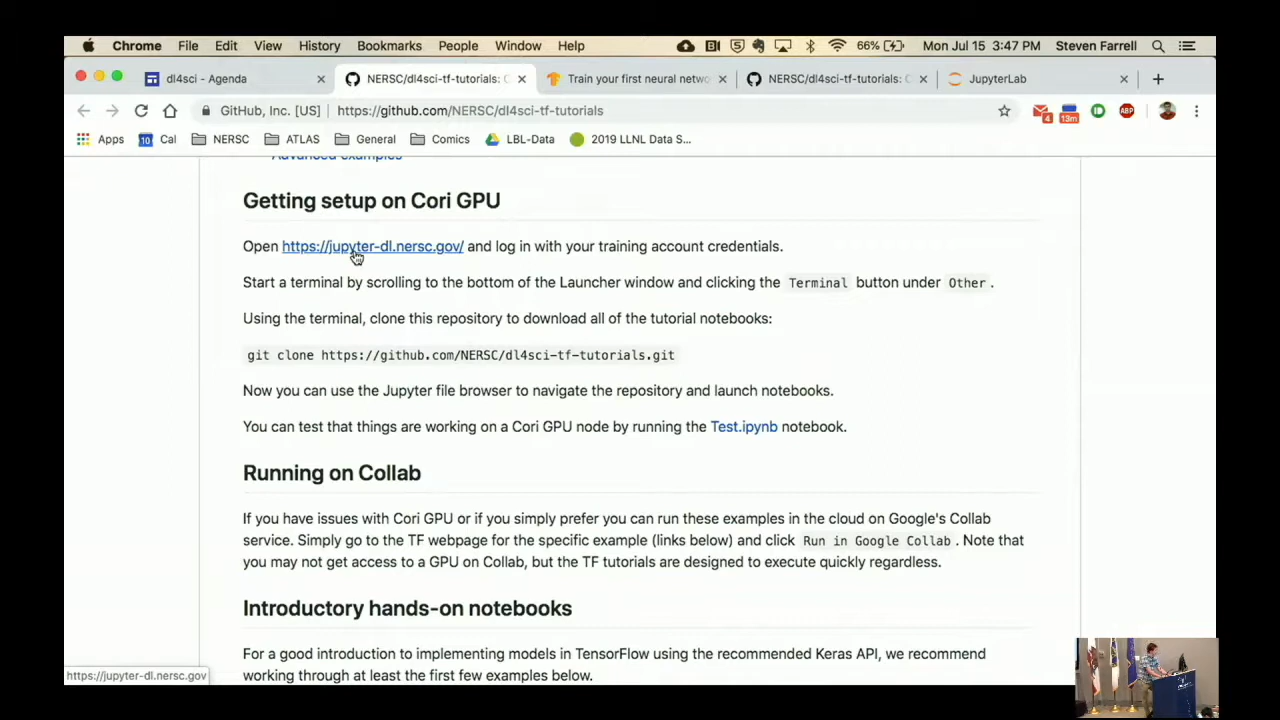 Chrome File Edit View History Bookmarks People Window Help 66% Mon Jul 15 3:47 PM Steven Farrell
dl4sci - Agenda NERSC/dl4sci-tf-tutorials: C Train your first neural netwo NERSC/dl4sci-tf-tutorials: C JupyterLab
GitHub, Inc. [US] https://github.com/NERSC/dl4sci-tf-tutorials 4 13m ABP
Apps 10 Cal NERSC ATLAS General Comics LBL-Data 2019 LLNL Data S...
Advanced examples
Getting setup on Cori GPU
Open https://jupyter-dl.nersc.gov/ and log in with your training account credentials.
Start a terminal by scrolling to the bottom of the Launcher window and clicking the Terminal button under Other .
Using the terminal, clone this repository to download all of the tutorial notebooks:
git clone https://github.com/NERSC/dl4sci-tf-tutorials.git
Now you can use the Jupyter file browser to navigate the repository and launch notebooks.
You can test that things are working on a Cori GPU node by running the Test.ipynb notebook.
Running on Collab
If you have issues with Cori GPU or if you simply prefer you can run these examples in the cloud on Google's Collab
service. Simply go to the TF webpage for the specific example (links below) and click Run in Google Collab . Note that
you may not get access to a GPU on Collab, but the TF tutorials are designed to execute quickly regardless.
Introductory hands-on notebooks
For a good introduction to implementing models in TensorFlow using the recommended Keras API, we recommend
working through at least the first few examples below.
https://jupyter-dl.nersc.gov